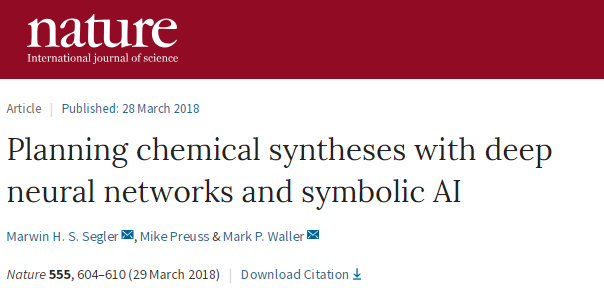 nature
International journal of science
Article | Published: 28 March 2018
Planning chemical syntheses with deep
neural networks and symbolic AI
Marwin H. S. Segler, Mike Preuss & Mark P. Waller
Nature 555, 604–610 (29 March 2018) | Download Citation